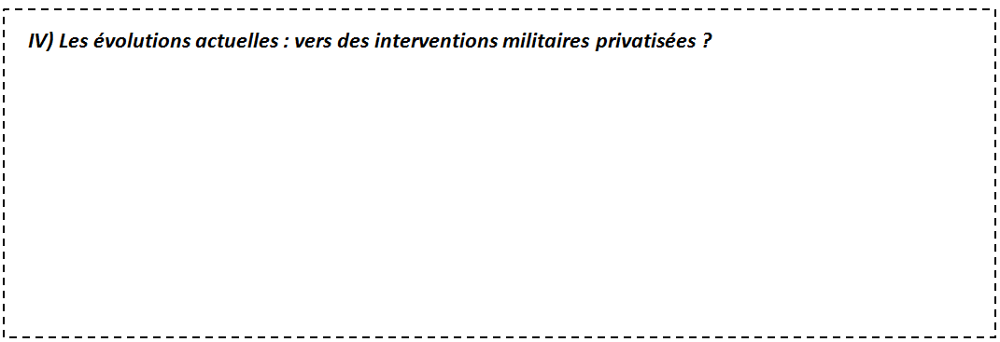 IV) Les évolutions actuelles : vers des interventions militaires privatisées ?